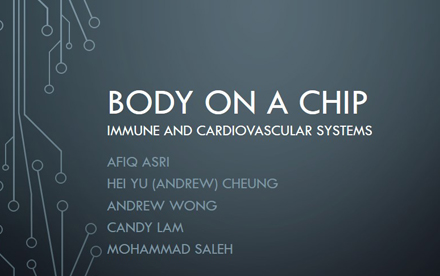 BODY ON A CHIP
IMMUNE AND CARDIOVASCULAR SYSTEMS
AFIQ ASRI
HEI YU (ANDREW) CHEUNG
ANDREW WONG
CANDY LAM
MOHAMMAD SALEH